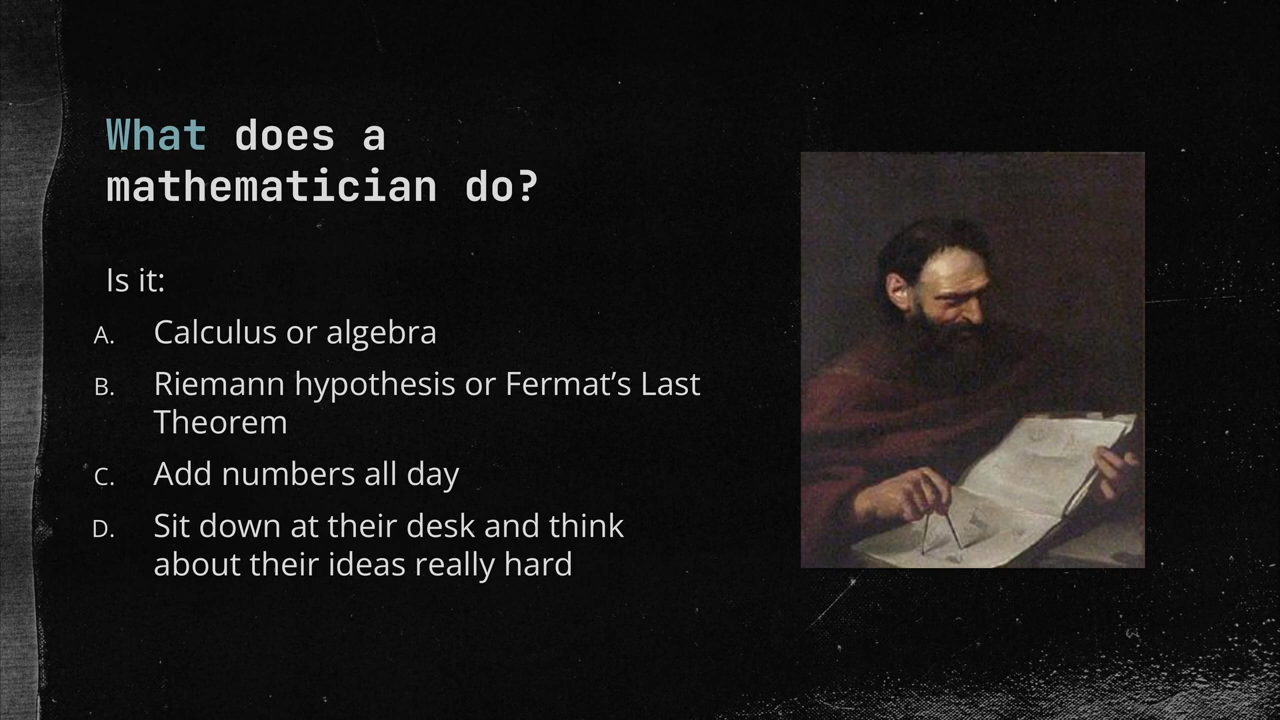 What does a
mathematician do?
Is it:
A. Calculus or algebra
B. Riemann hypothesis or Fermat’s Last
Theorem
C. Add numbers all day
D. Sit down at their desk and think
about their ideas really hard